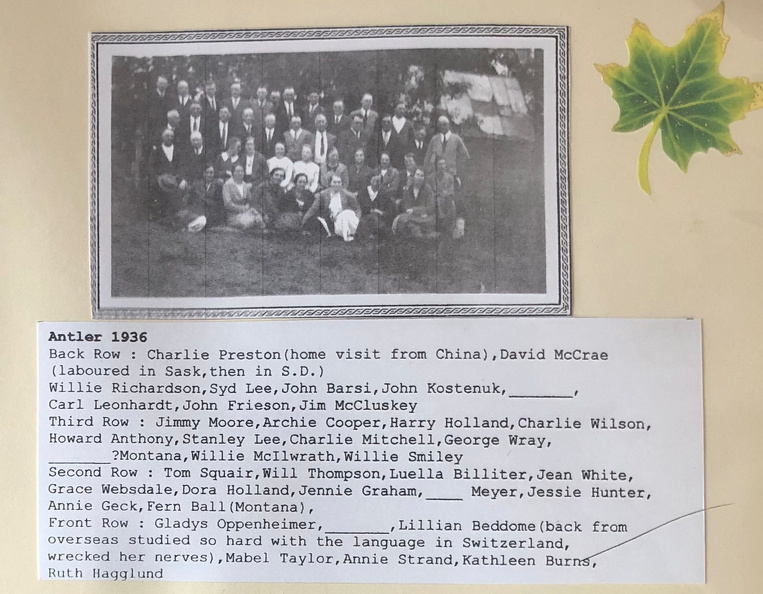 Antler 1936
Back Row : Charlie Preston(home visit from China),David McCrae
(laboured in Sask,then in S.D.)
Willie Richardson,Syd Lee,John Barsi,John Kostenuk,_______,
Carl Leonhardt,John Frieson,Jim McCluskey
Third Row : Jimmy Moore,Archie Cooper,Harry Holland,Charlie Wilson,
Howard Anthony,Stanley Lee,Charlie Mitchell,George Wray,
_______?Montana,Willie McIlwrath,Willie Smiley
Second Row : Tom Squair,Will Thompson,Luella Billiter,Jean White,
Grace Websdale,Dora Holland,Jennie Graham,____ Meyer,Jessie Hunter,
Annie Geck,Fern Ball(Montana),
Front Row : Gladys Oppenheimer,_______,Lillian Beddome(back from
overseas studied so hard with the language in Switzerland,
wrecked her nerves),Mabel Taylor,Annie Strand,Kathleen Burns,
Ruth Hagglund